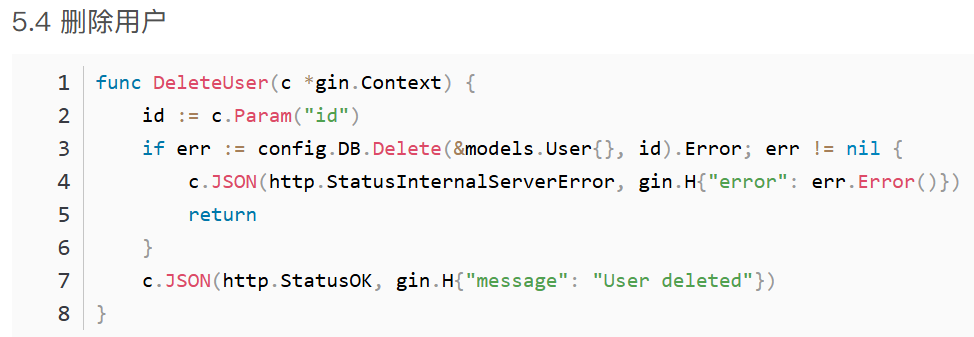 5.4 删除用户
1 func DeleteUser(c *gin.Context) {
2     id := c.Param("id")
3     if err := config.DB.Delete(&models.User{}, id).Error; err != nil {
4         c.JSON(http.StatusInternalServerError, gin.H{"error": err.Error()})
5         return
6     }
7     c.JSON(http.StatusOK, gin.H{"message": "User deleted"})
8 }